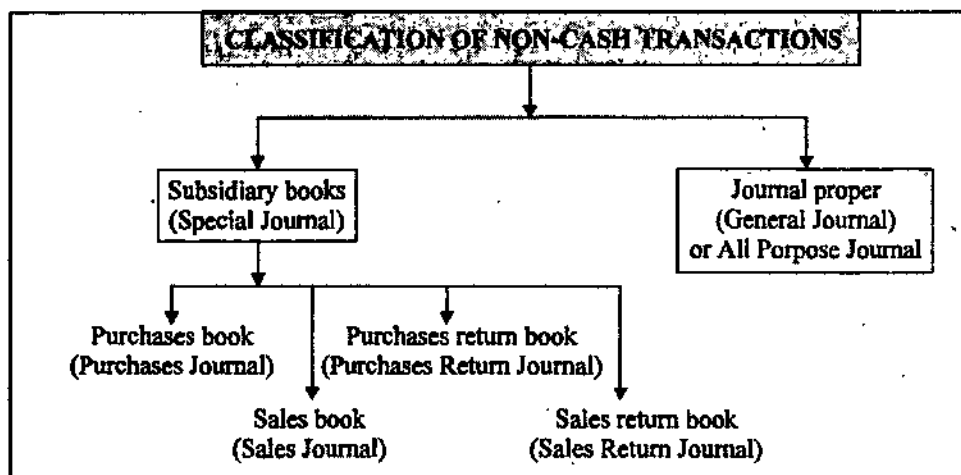 CLASSIFICATION OF NON-CASH TRANSACTIONS
Subsidiary books
(Special Journal)
Journal proper
(General Journal)
or All Porpose Journal
Purchases book
(Purchases Journal)
Purchases return book
(Purchases Return Journal)
Sales book
(Sales Journal)
Sales return book
(Sales Return Journal)